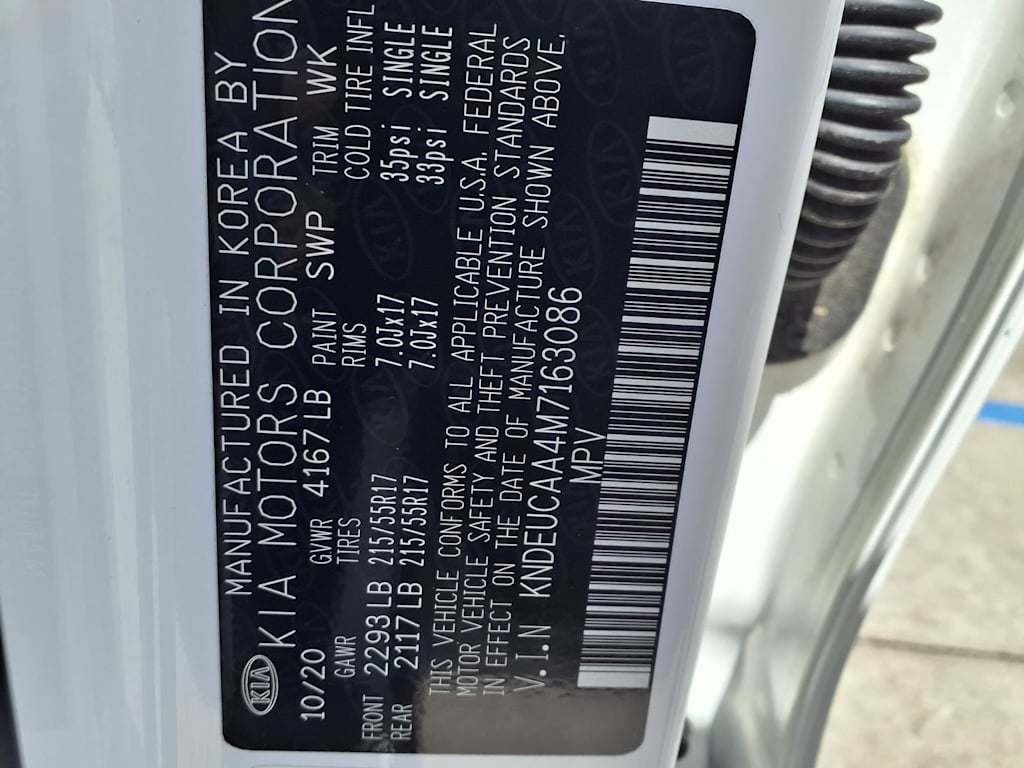 MANUFACTURED IN KOREA BY
KIA KIA MOTORS CORPORATION
10/20 GVWR 4167 LB PAINT SWP TRIM WK
GAWR TIRES RIMS COLD TIRE INFL
FRONT 2293 LB 215/55R17 7.0Jx17 35psi SINGLE
REAR 2117 LB 215/55R17 7.0Jx17 33psi SINGLE
THIS VEHICLE CONFORMS TO ALL APPLICABLE U.S.A. FEDERAL
MOTOR VEHICLE SAFETY AND THEFT PREVENTION STANDARDS
IN EFFECT ON THE DATE OF MANUFACTURE SHOWN ABOVE.
V.I.N KNDEUCAA4M7163086
MPV